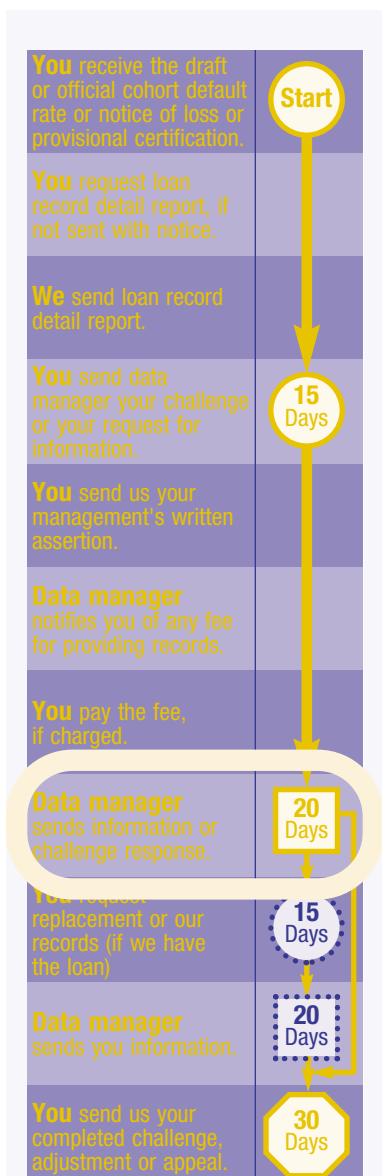 You receive the draft
or official cohort default
rate or notice of loss or
provisional certification.
Start
You request loan
record detail report, if
not sent with notice.
We send loan record
detail report.
You send data
manager your challenge
or your request for
information.
15
Days
You send us your
management's written
assertion.
Data manager
notifies you of any fee
for providing records.
You pay the fee,
if charged.
Data manager
sends information or
challenge response.
20
Days
You request
replacement or our
records (if we have
the loan)
15
Days
Data manager
sends you information.
20
Days
You send us your
completed challenge,
adjustment or appeal.
30
Days